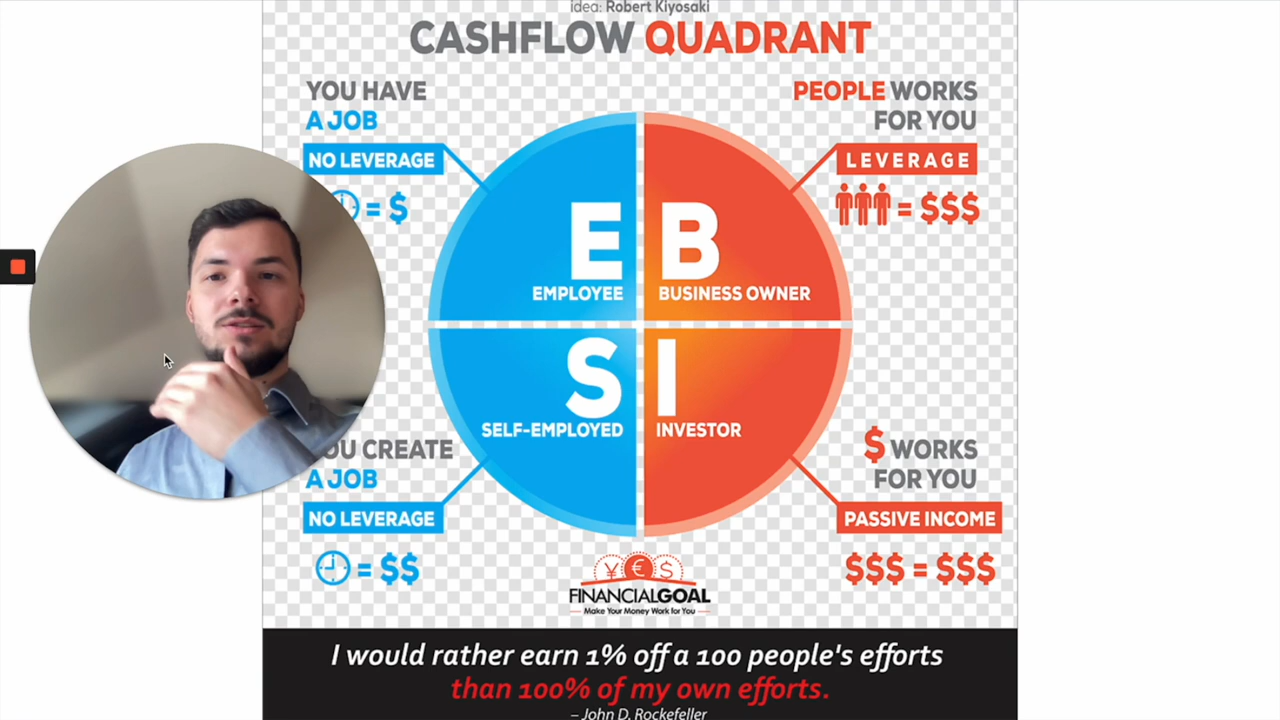 idea: Robert Kiyosaki
CASHFLOW QUADRANT
YOU HAVE
A JOB
NO LEVERAGE
= $
PEOPLE WORKS
FOR YOU
LEVERAGE
= $$$
E
EMPLOYEE
B
BUSINESS OWNER
S
SELF-EMPLOYED
I
INVESTOR
YOU CREATE
A JOB
NO LEVERAGE
= $$
$ WORKS
FOR YOU
PASSIVE INCOME
$$$ = $$$
¥ € $
FINANCIALGOAL
Make Your Money Work for You
I would rather earn 1% off a 100 people's efforts
than 100% of my own efforts.
– John D. Rockefeller